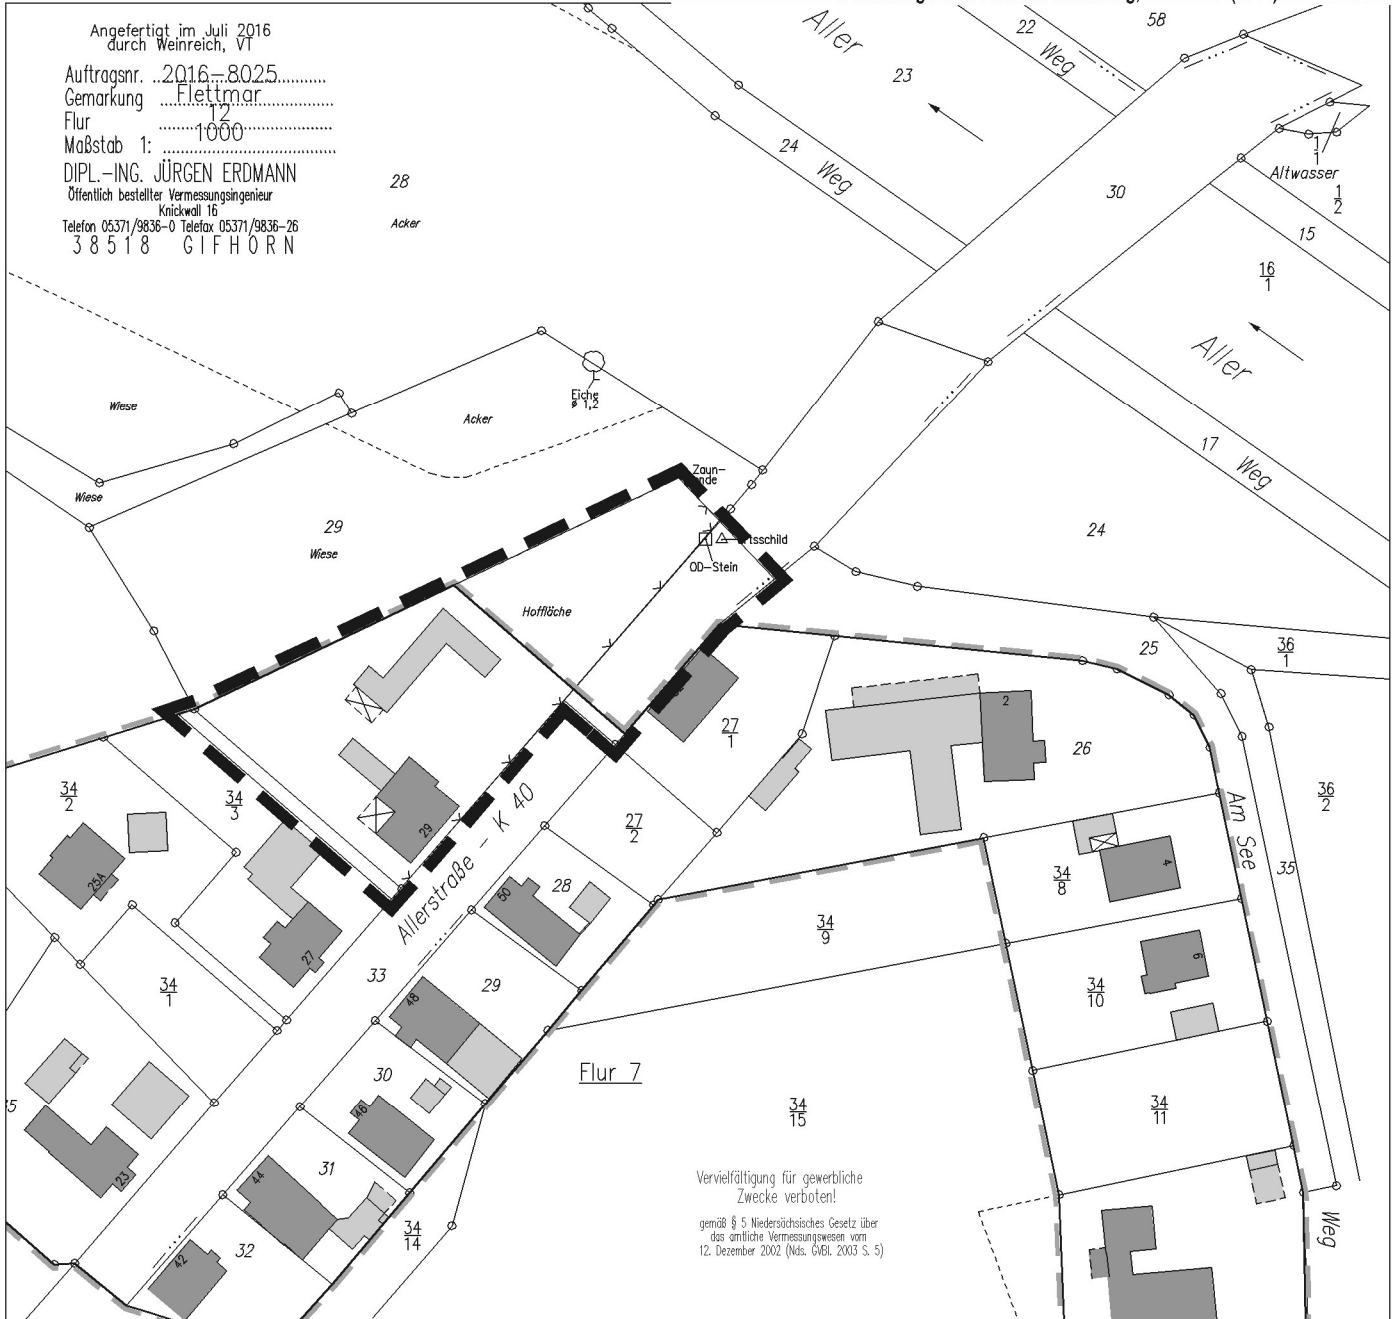 Angefertigt im Juli 2016
durch Weinreich, VT
Auftragsnr. 2016-8025
Gemarkung Flettmar
Flur 12
Maßstab 1: 1000
DIPL.-ING. JÜRGEN ERDMANN
Öffentlich bestellter Vermessungsingenieur
Knickwall 16
Telefon 05371/9836-0 Telefax 05371/9836-26
38518 GIFHORN
Aller
22
Weg
58
23
24
Weg
28
Acker
30
1
1
Altwasser
1
2
15
16
1
Aller
17 Weg
24
Wiese
Acker
Eiche
ø 1,2
Wiese
29
Wiese
Zaun-
OD-Stein
Hoffläche
25
36
1
27
1
2
26
36
2
34
2
34
3
29
Allerstraße - K 40
27
2
Am See
35
25A
27
50
28
34
8
4
34
9
33
34
1
48
29
6
34
10
30
46
Flur 7
34
15
34
11
23
44
31
34
14
42
32
Vervielfältigung für gewerbliche
Zwecke verboten!
gemäß § 5 Niedersächsisches Gesetz über
das amtliche Vermessungswesen vom
12. Dezember 2002 (Nds. GVBl. 2003 S. 5)
Weg